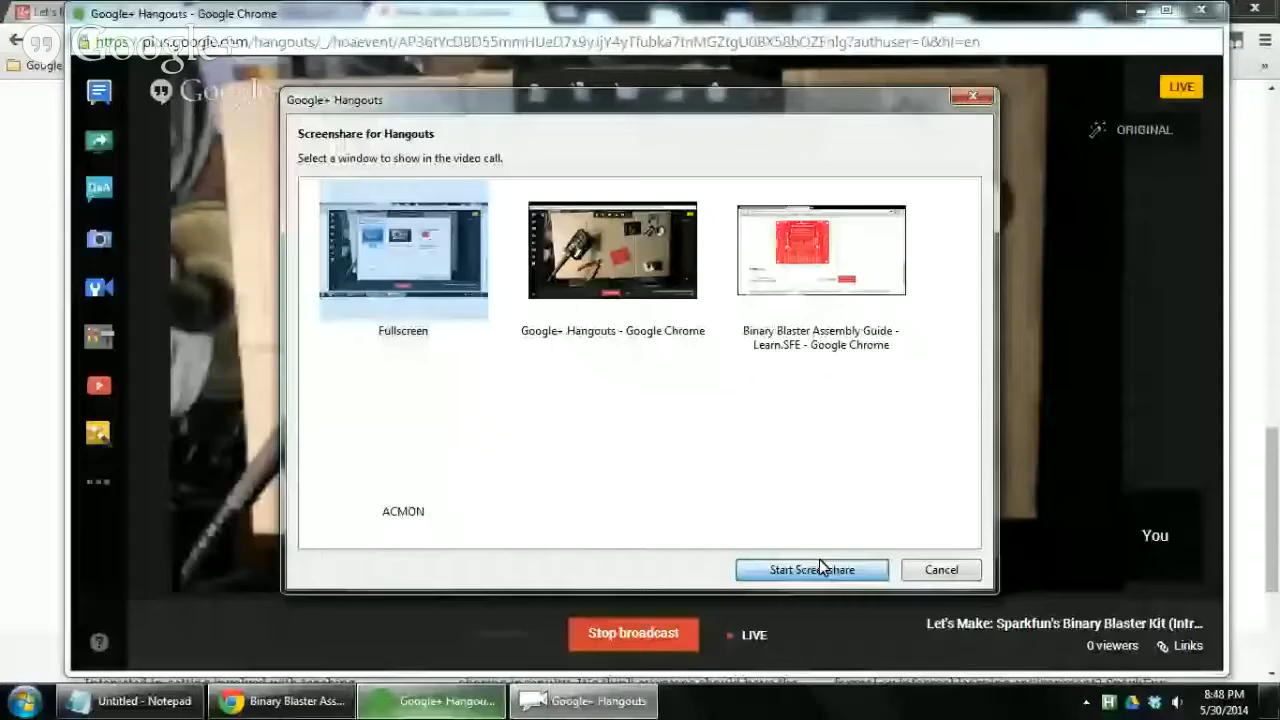 Google+ Hangouts - Google Chrome
Google
LIVE
Google+ Hangouts
Screenshare for Hangouts
ORIGINAL
Select a window to show in the video call.
Q&A
Fullscreen
Google+ Hangouts - Google Chrome
Binary Blaster Assembly Guide -
Learn.SFE - Google Chrome
ACMON
You
Start Screenshare
Cancel
Let's Make: Sparkfun's Binary Blaster Kit (Intr...
Stop broadcast
LIVE
0 viewers
Links
Untitled - Notepad
Binary Blaster Ass...
Google+ Hangou...
Google+ Hangouts
8:48 PM
5/30/2014